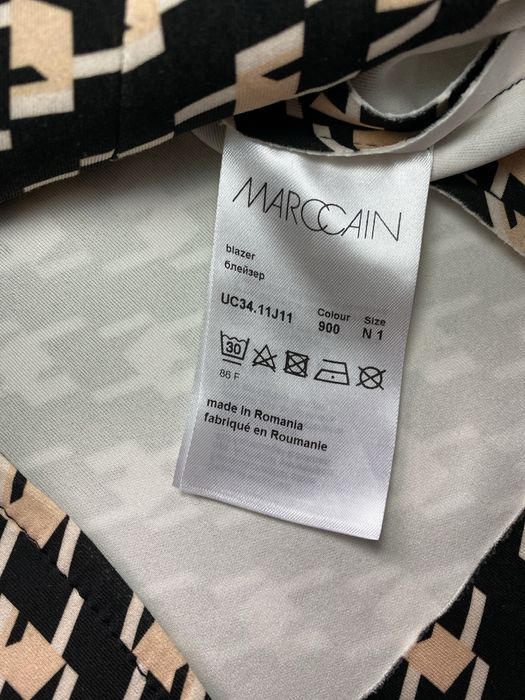 MARCCAIN
blazer
блейзер
UC34.11J11 Colour 900 Size N 1
30
86 F
made in Romania
fabriqué en Roumanie